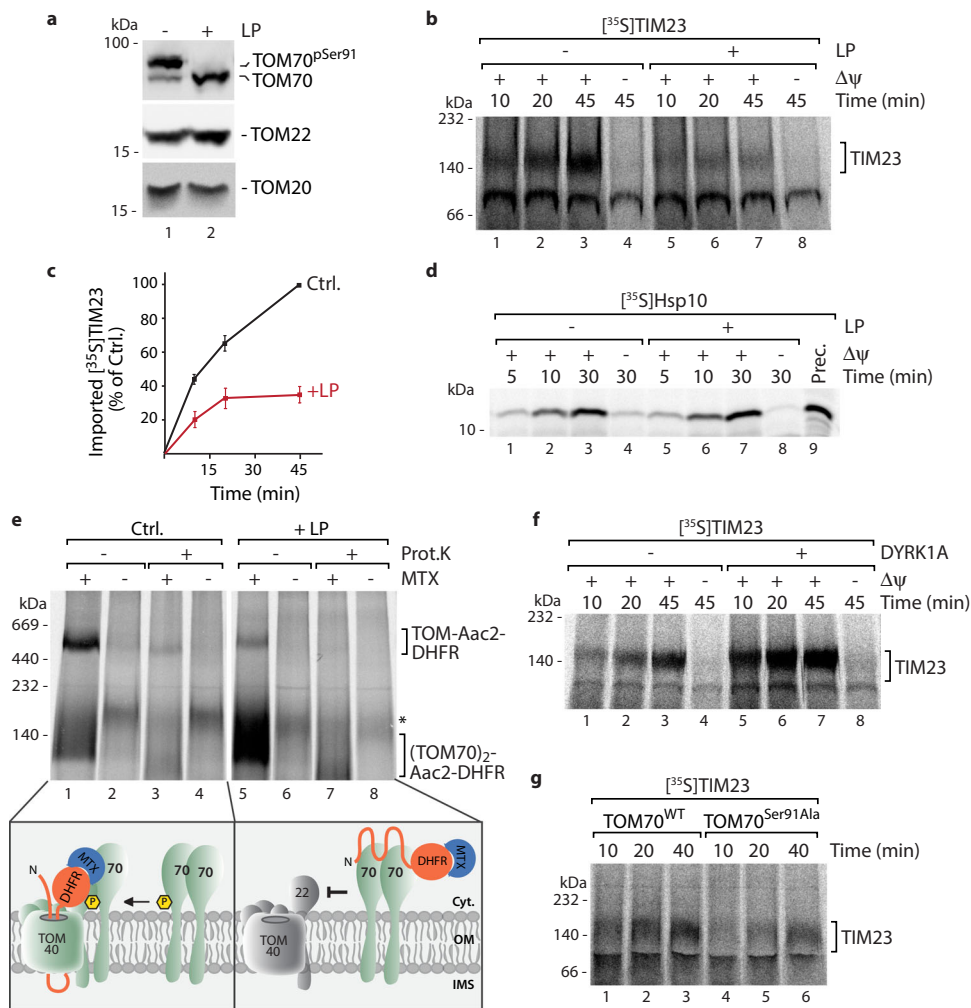 a
kDa - + LP
100 -
TOM70pSer91
TOM70
- TOM22
15 -
- TOM20
15 -
1 2
b
[35S]TIM23
- + LP
+ + + - + + + - Δψ
10 20 45 45 10 20 45 45 Time (min)
kDa
232 -
140 -
66 -
TIM23
1 2 3 4 5 6 7 8
c
Imported [35S]TIM23
(% of Ctrl.)
100
80
60
40
20
Ctrl.
+LP
15 30 45
Time (min)
d
[35S]Hsp10
- + LP
+ + + - + + + - Δψ
5 10 30 30 5 10 30 30 Prec. Time (min)
kDa
10 -
1 2 3 4 5 6 7 8 9
e
Ctrl. + LP
- + - + Prot.K
+ - + - + - + - MTX
kDa
669 -
440 -
232 -
140 -
TOM-Aac2-
DHFR
*
(TOM70)2-
Aac2-DHFR
1 2 3 4 5 6 7 8
N
DHFR
MTX
70
P
P
70 70
TOM
40
N
70 70
DHFR
MTX
22
TOM
40
Cyt.
OM
IMS
f
[35S]TIM23
- + DYRK1A
+ + + - + + + - Δψ
10 20 45 45 10 20 45 45 Time (min)
kDa
232 -
140 -
TIM23
1 2 3 4 5 6 7 8
g
[35S]TIM23
TOM70WT TOM70Ser91Ala
10 20 40 10 20 40 Time (min)
kDa
232 -
140 -
66 -
TIM23
1 2 3 4 5 6